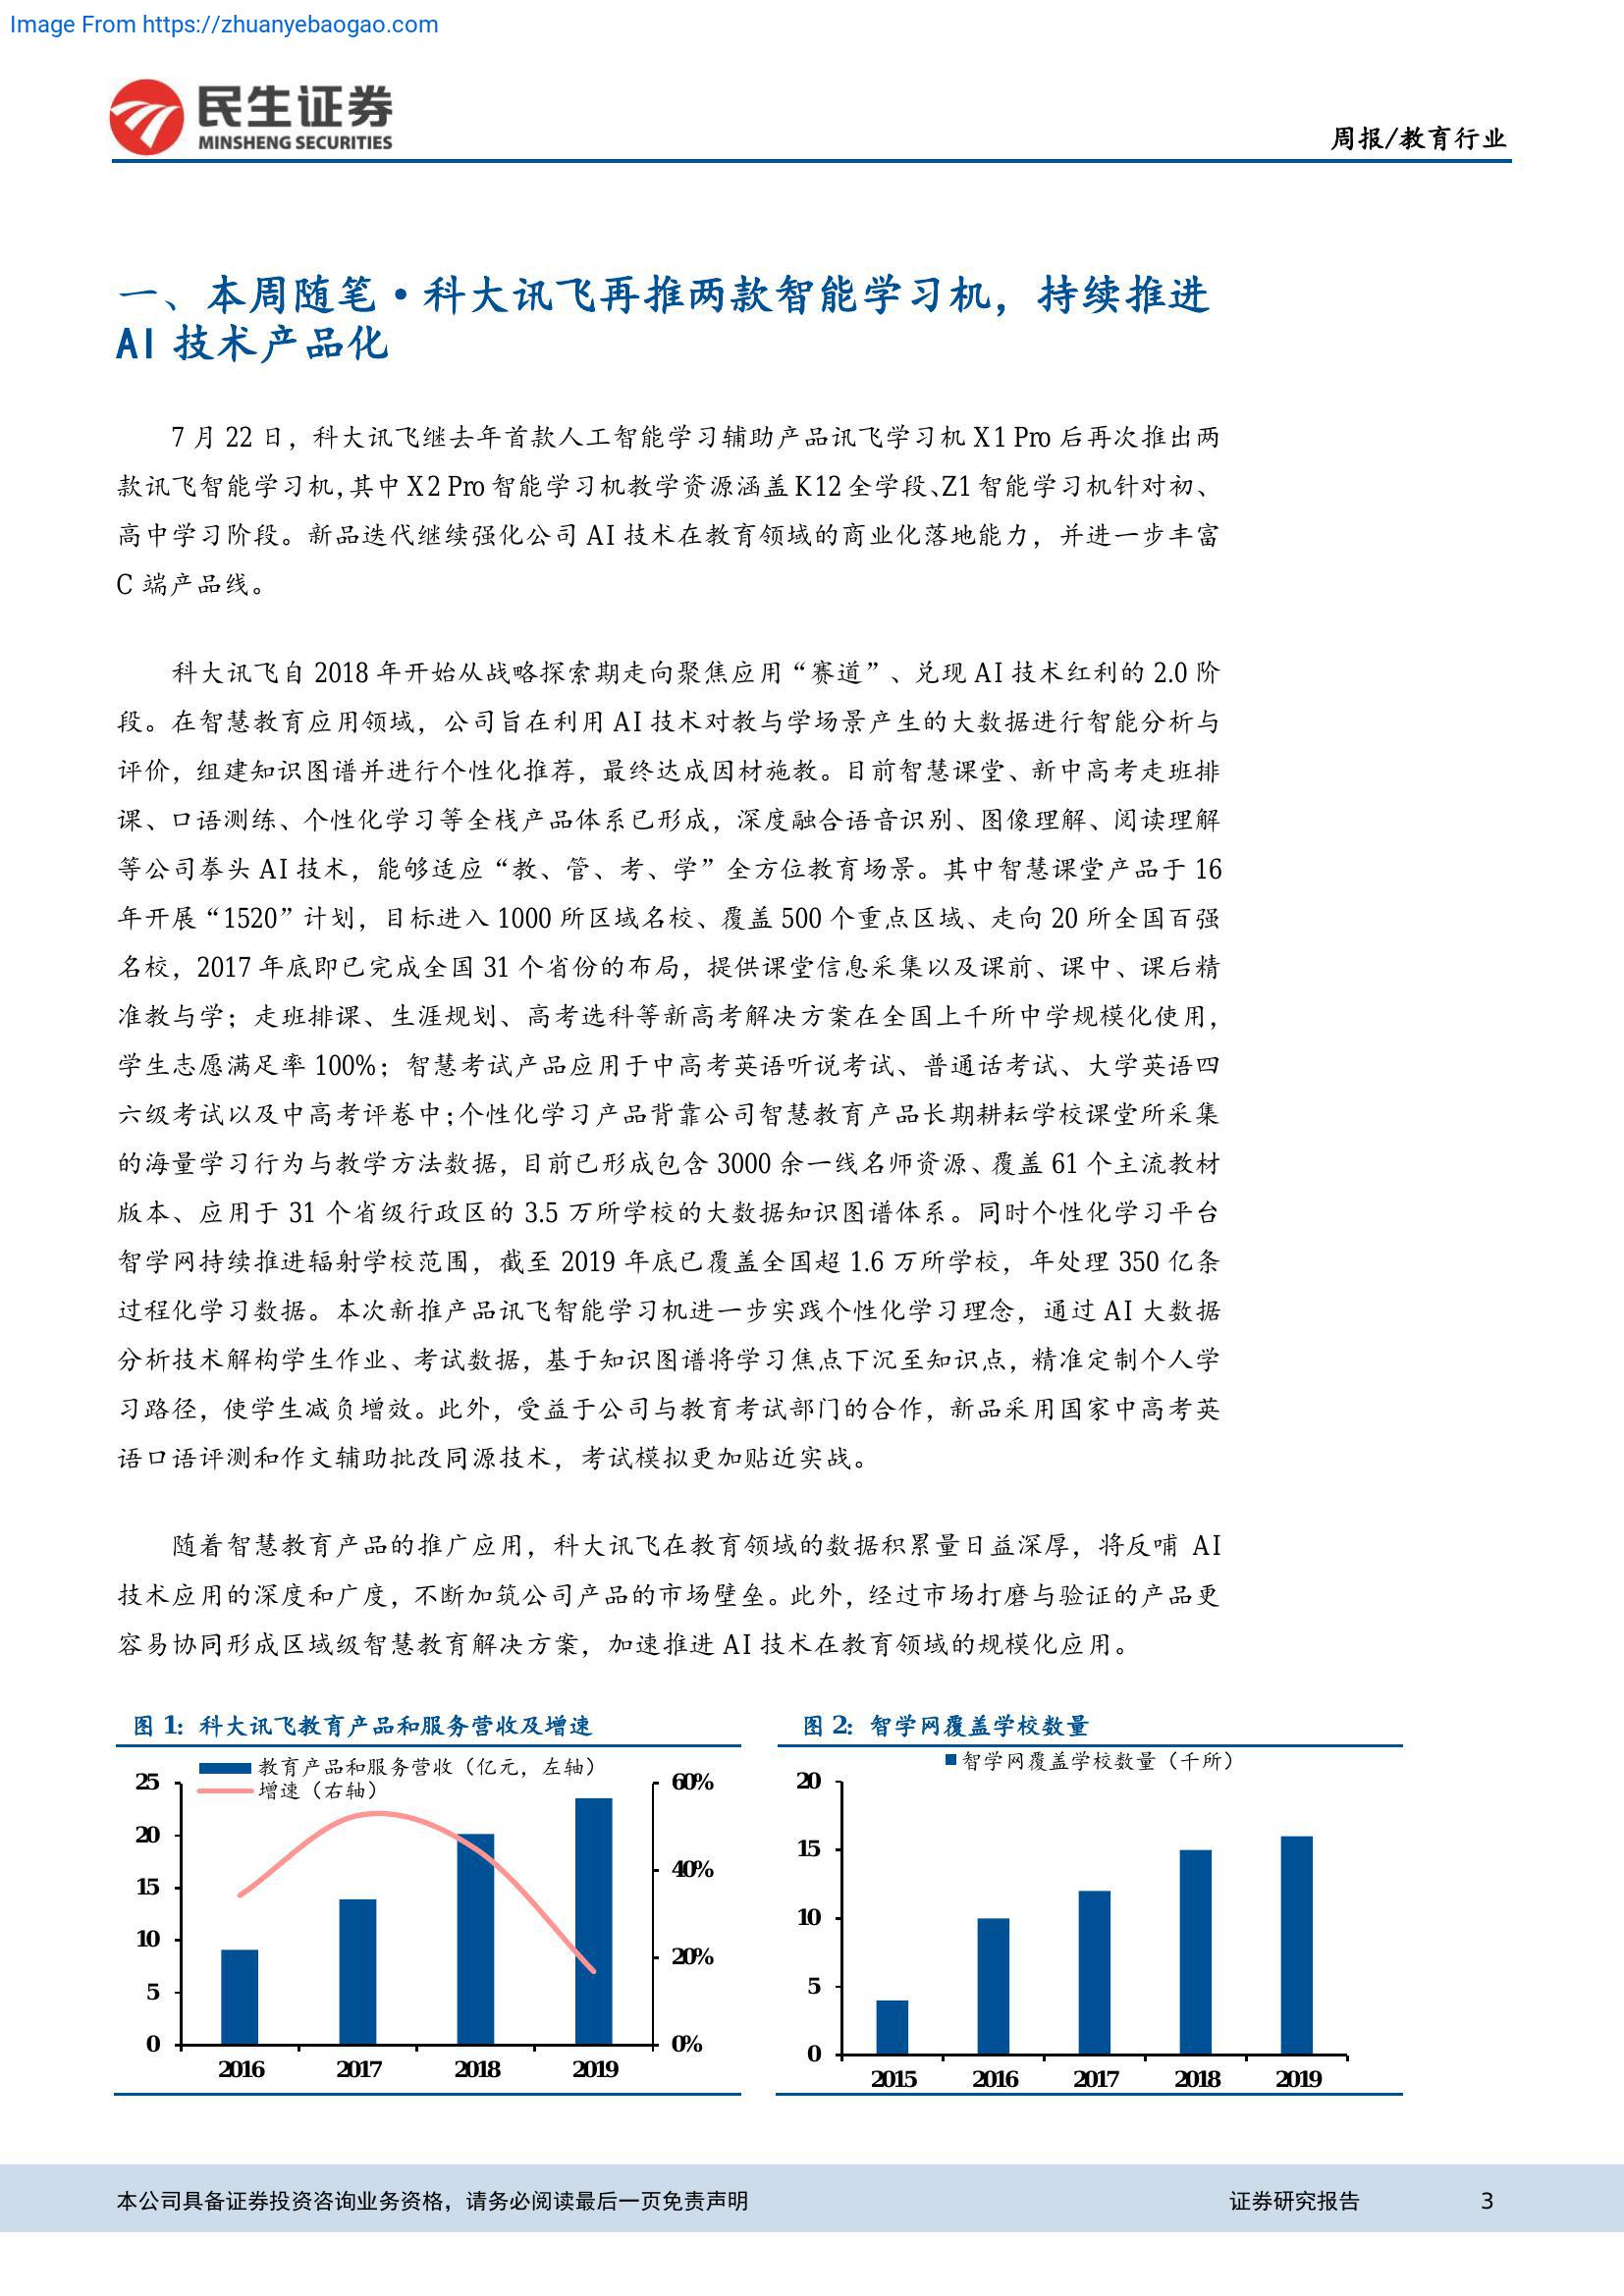 Image From https://zhuanyebaogao.com
民生证券
MINSHENG SECURITIES
周报/教育行业
一、本周随笔·科大讯飞再推两款智能学习机，持续推进
AI 技术产品化
7 月 22 日，科大讯飞继去年首款人工智能学习辅助产品讯飞学习机 X1 Pro 后再次推出两
款讯飞智能学习机,其中 X2 Pro 智能学习机教学资源涵盖 K12 全学段、Z1 智能学习机针对初、
高中学习阶段。新品迭代继续强化公司 AI 技术在教育领域的商业化落地能力，并进一步丰富
C 端产品线。
科大讯飞自 2018 年开始从战略探索期走向聚焦应用“赛道”、兑现 AI 技术红利的 2.0 阶
段。在智慧教育应用领域，公司旨在利用 AI 技术对教与学场景产生的大数据进行智能分析与
评价，组建知识图谱并进行个性化推荐，最终达成因材施教。目前智慧课堂、新中高考走班排
课、口语测练、个性化学习等全栈产品体系已形成，深度融合语音识别、图像理解、阅读理解
等公司拳头 AI 技术，能够适应“教、管、考、学”全方位教育场景。其中智慧课堂产品于 16
年开展“1520”计划，目标进入 1000 所区域名校、覆盖 500 个重点区域、走向 20 所全国百强
名校，2017 年底即已完成全国 31 个省份的布局，提供课堂信息采集以及课前、课中、课后精
准教与学；走班排课、生涯规划、高考选科等新高考解决方案在全国上千所中学规模化使用，
学生志愿满足率 100%；智慧考试产品应用于中高考英语听说考试、普通话考试、大学英语四
六级考试以及中高考评卷中;个性化学习产品背靠公司智慧教育产品长期耕耘学校课堂所采集
的海量学习行为与教学方法数据，目前已形成包含 3000 余一线名师资源、覆盖 61 个主流教材
版本、应用于 31 个省级行政区的 3.5 万所学校的大数据知识图谱体系。同时个性化学习平台
智学网持续推进辐射学校范围，截至 2019 年底已覆盖全国超 1.6 万所学校，年处理 350 亿条
过程化学习数据。本次新推产品讯飞智能学习机进一步实践个性化学习理念，通过 AI 大数据
分析技术解构学生作业、考试数据，基于知识图谱将学习焦点下沉至知识点，精准定制个人学
习路径，使学生减负增效。此外，受益于公司与教育考试部门的合作，新品采用国家中高考英
语口语评测和作文辅助批改同源技术，考试模拟更加贴近实战。
随着智慧教育产品的推广应用，科大讯飞在教育领域的数据积累量日益深厚，将反哺 AI
技术应用的深度和广度，不断加筑公司产品的市场壁垒。此外，经过市场打磨与验证的产品更
容易协同形成区域级智慧教育解决方案，加速推进 AI 技术在教育领域的规模化应用。
图 1：科大讯飞教育产品和服务营收及增速
教育产品和服务营收（亿元，左轴）
增速（右轴）
25
20
15
10
5
0
60%
40%
20%
0%
2016 2017 2018 2019
图 2：智学网覆盖学校数量
智学网覆盖学校数量（千所）
20
15
10
5
0
2015 2016 2017 2018 2019
本公司具备证券投资咨询业务资格，请务必阅读最后一页免责声明 证券研究报告 3